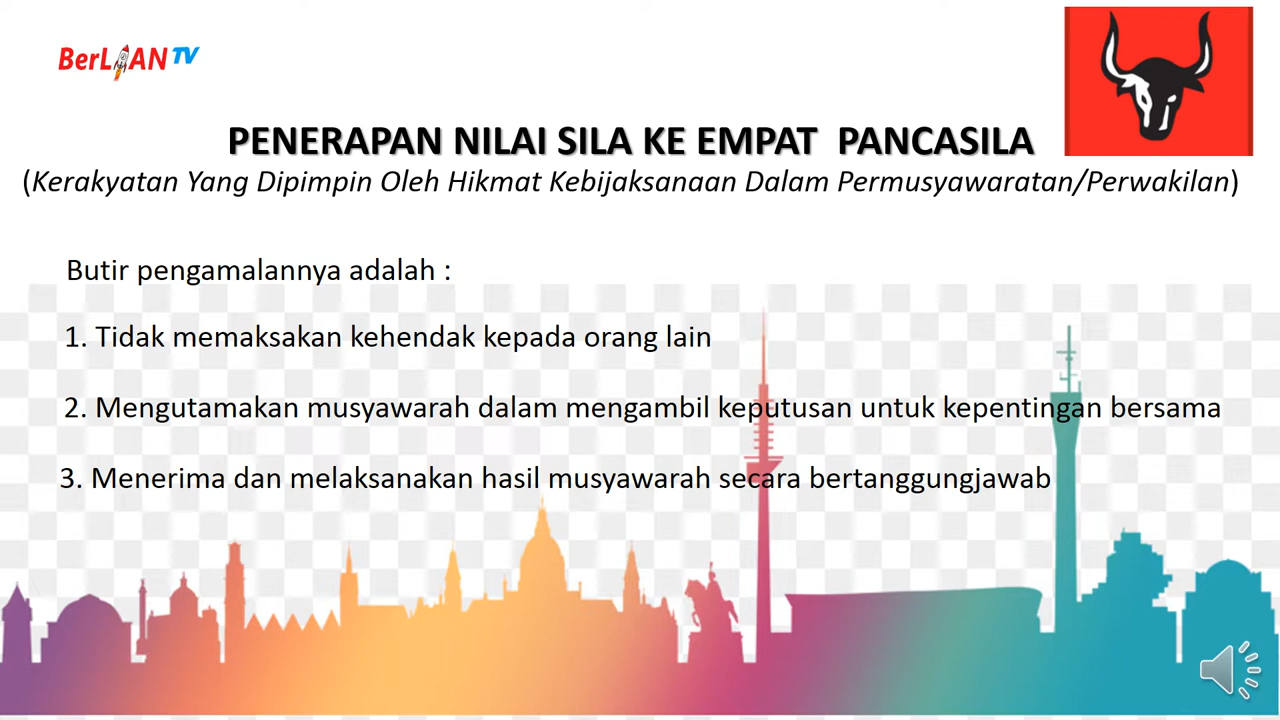 BerLIAN TV
PENERAPAN NILAI SILA KE EMPAT PANCASILA
(Kerakyatan Yang Dipimpin Oleh Hikmat Kebijaksanaan Dalam Permusyawaratan/Perwakilan)
Butir pengamalannya adalah :
1. Tidak memaksakan kehendak kepada orang lain
2. Mengutamakan musyawarah dalam mengambil keputusan untuk kepentingan bersama
3. Menerima dan melaksanakan hasil musyawarah secara bertanggungjawab